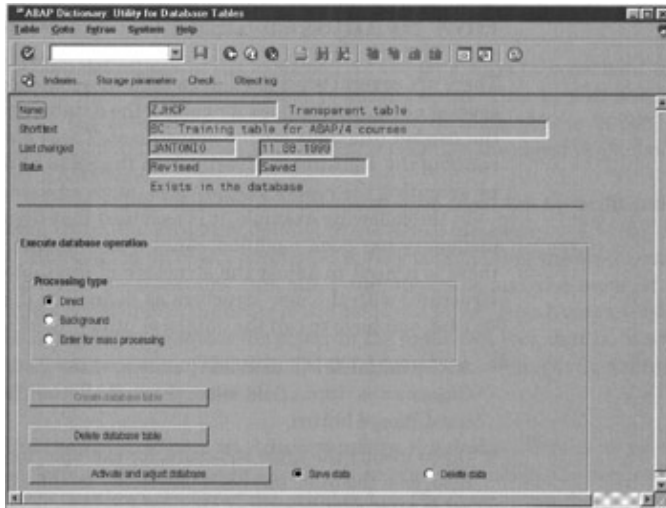 ABAP Dictionary: Utility for Database Tables
Table Goto Extras System Help
Indexes... Storage parameters Check... Object log
Name ZJHCP Transparent table
Short text BC: Training table for ABAP/4 courses
Last changed JANTONIO 11.08.1999
Status Revised Saved
Exists in the database
Execute database operation
Processing type
Direct
Background
Enter for mass processing
Create database table
Delete database table
Activate and adjust database Save data Delete data